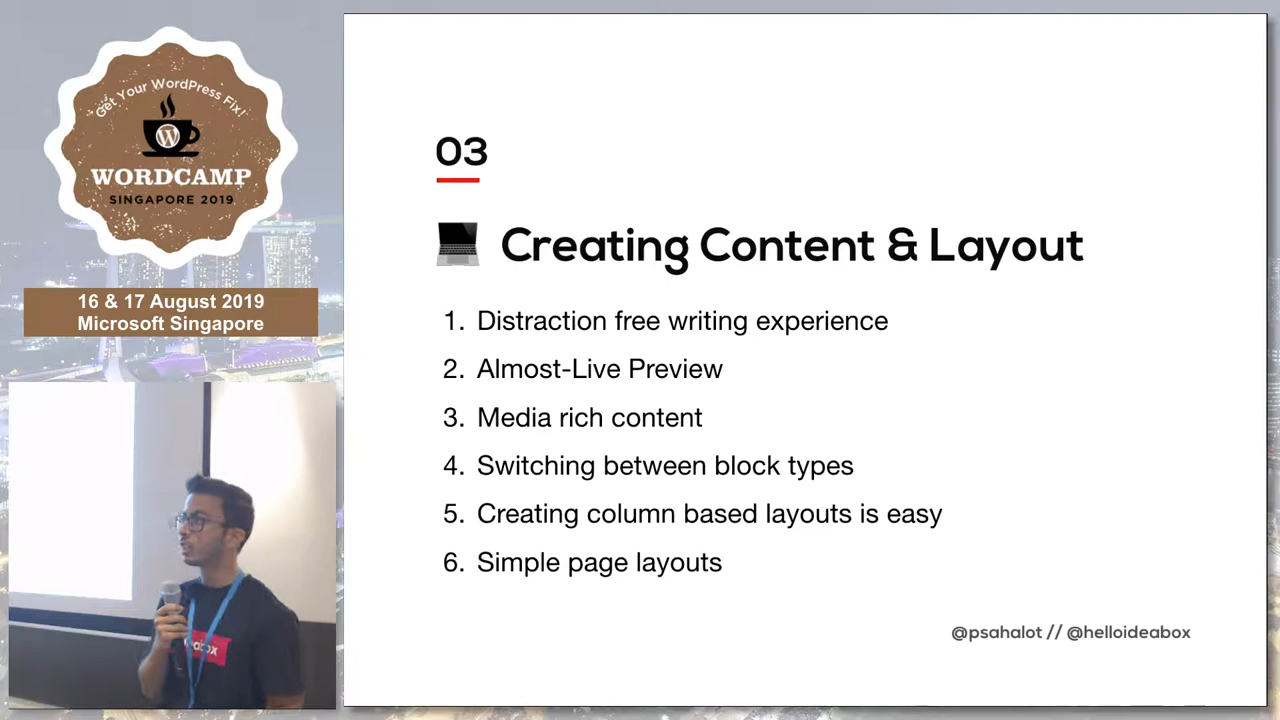 Get Your WordPress Fix!
WORDCAMP
SINGAPORE 2019
16 & 17 August 2019
Microsoft Singapore
03
Creating Content & Layout
1. Distraction free writing experience
2. Almost-Live Preview
3. Media rich content
4. Switching between block types
5. Creating column based layouts is easy
6. Simple page layouts
@psahalot // @helloideabox